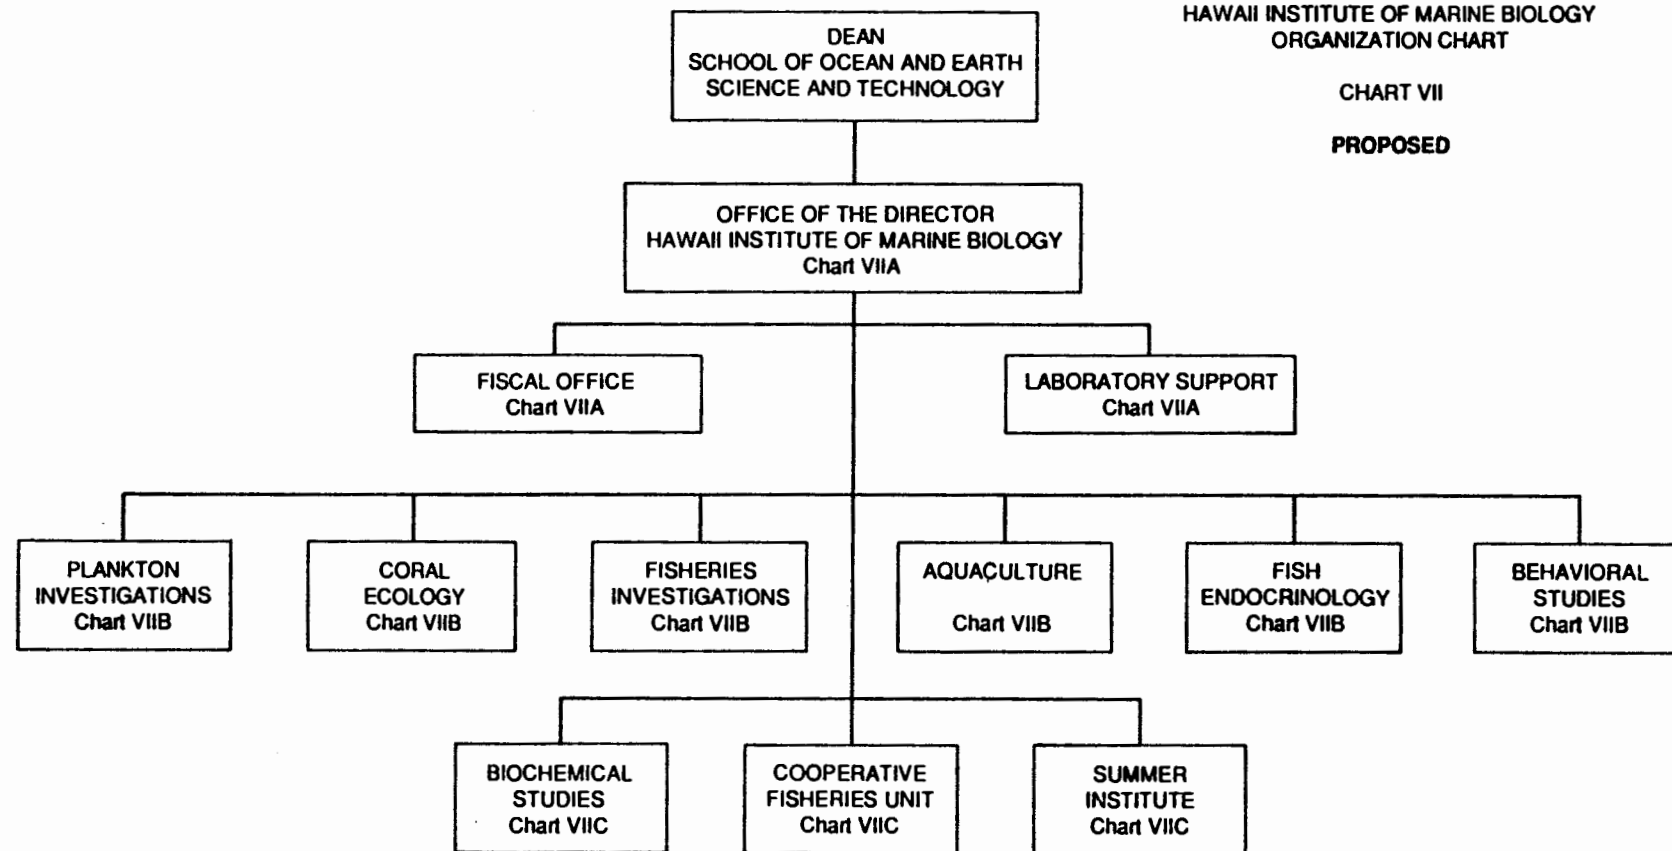 HAWAII INSTITUTE OF MARINE BIOLOGY
ORGANIZATION CHART
CHART VII
PROPOSED
DEAN
SCHOOL OF OCEAN AND EARTH
SCIENCE AND TECHNOLOGY
OFFICE OF THE DIRECTOR
HAWAII INSTITUTE OF MARINE BIOLOGY
Chart VIIA
FISCAL OFFICE
Chart VIIA
LABORATORY SUPPORT
Chart VIIA
PLANKTON
INVESTIGATIONS
Chart VIIB
CORAL
ECOLOGY
Chart VIIB
FISHERIES
INVESTIGATIONS
Chart VIIB
AQUACULTURE
Chart VIIB
FISH
ENDOCRINOLOGY
Chart VIIB
BEHAVIORAL
STUDIES
Chart VIIB
BIOCHEMICAL
STUDIES
Chart VIIC
COOPERATIVE
FISHERIES UNIT
Chart VIIC
SUMMER
INSTITUTE
Chart VIIC